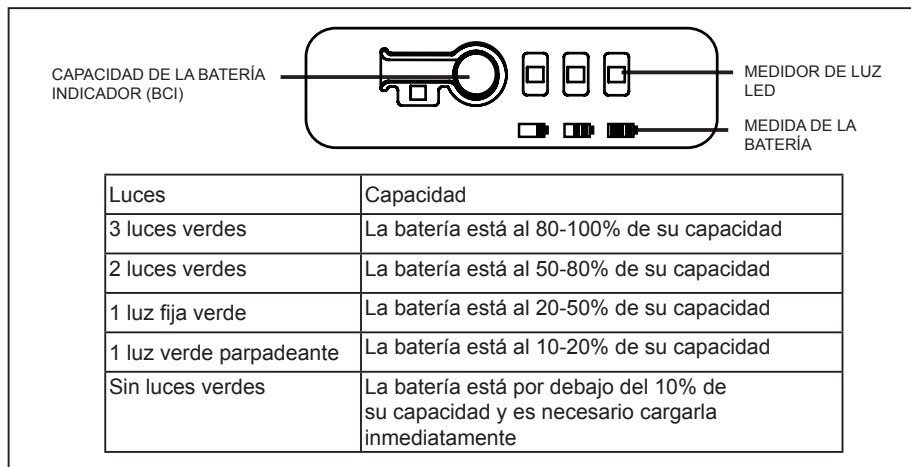 CAPACIDAD DE LA BATERÍA
INDICADOR (BCI)
MEDIDOR DE LUZ
LED
MEDIDA DE LA
BATERÍA
Luces Capacidad
3 luces verdes La batería está al 80-100% de su capacidad
2 luces verdes La batería está al 50-80% de su capacidad
1 luz fija verde La batería está al 20-50% de su capacidad
1 luz verde parpadeante La batería está al 10-20% de su capacidad
Sin luces verdes La batería está por debajo del 10% de
su capacidad y es necesario cargarla
inmediatamente